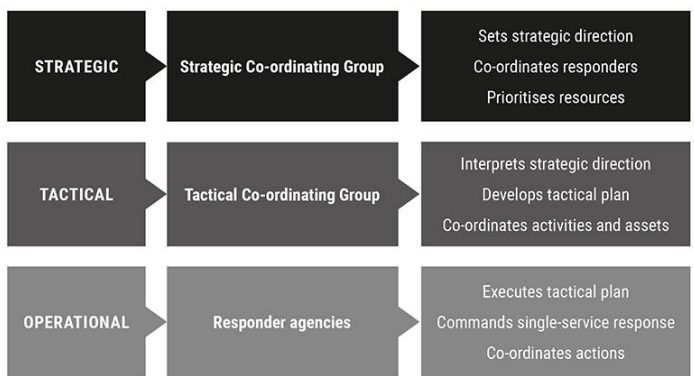 STRATEGIC
Strategic Co-ordinating Group
Sets strategic direction
Co-ordinates responders
Prioritises resources
TACTICAL
Tactical Co-ordinating Group
Interprets strategic direction
Develops tactical plan
Co-ordinates activities and assets
OPERATIONAL
Responder agencies
Executes tactical plan
Commands single-service response
Co-ordinates actions